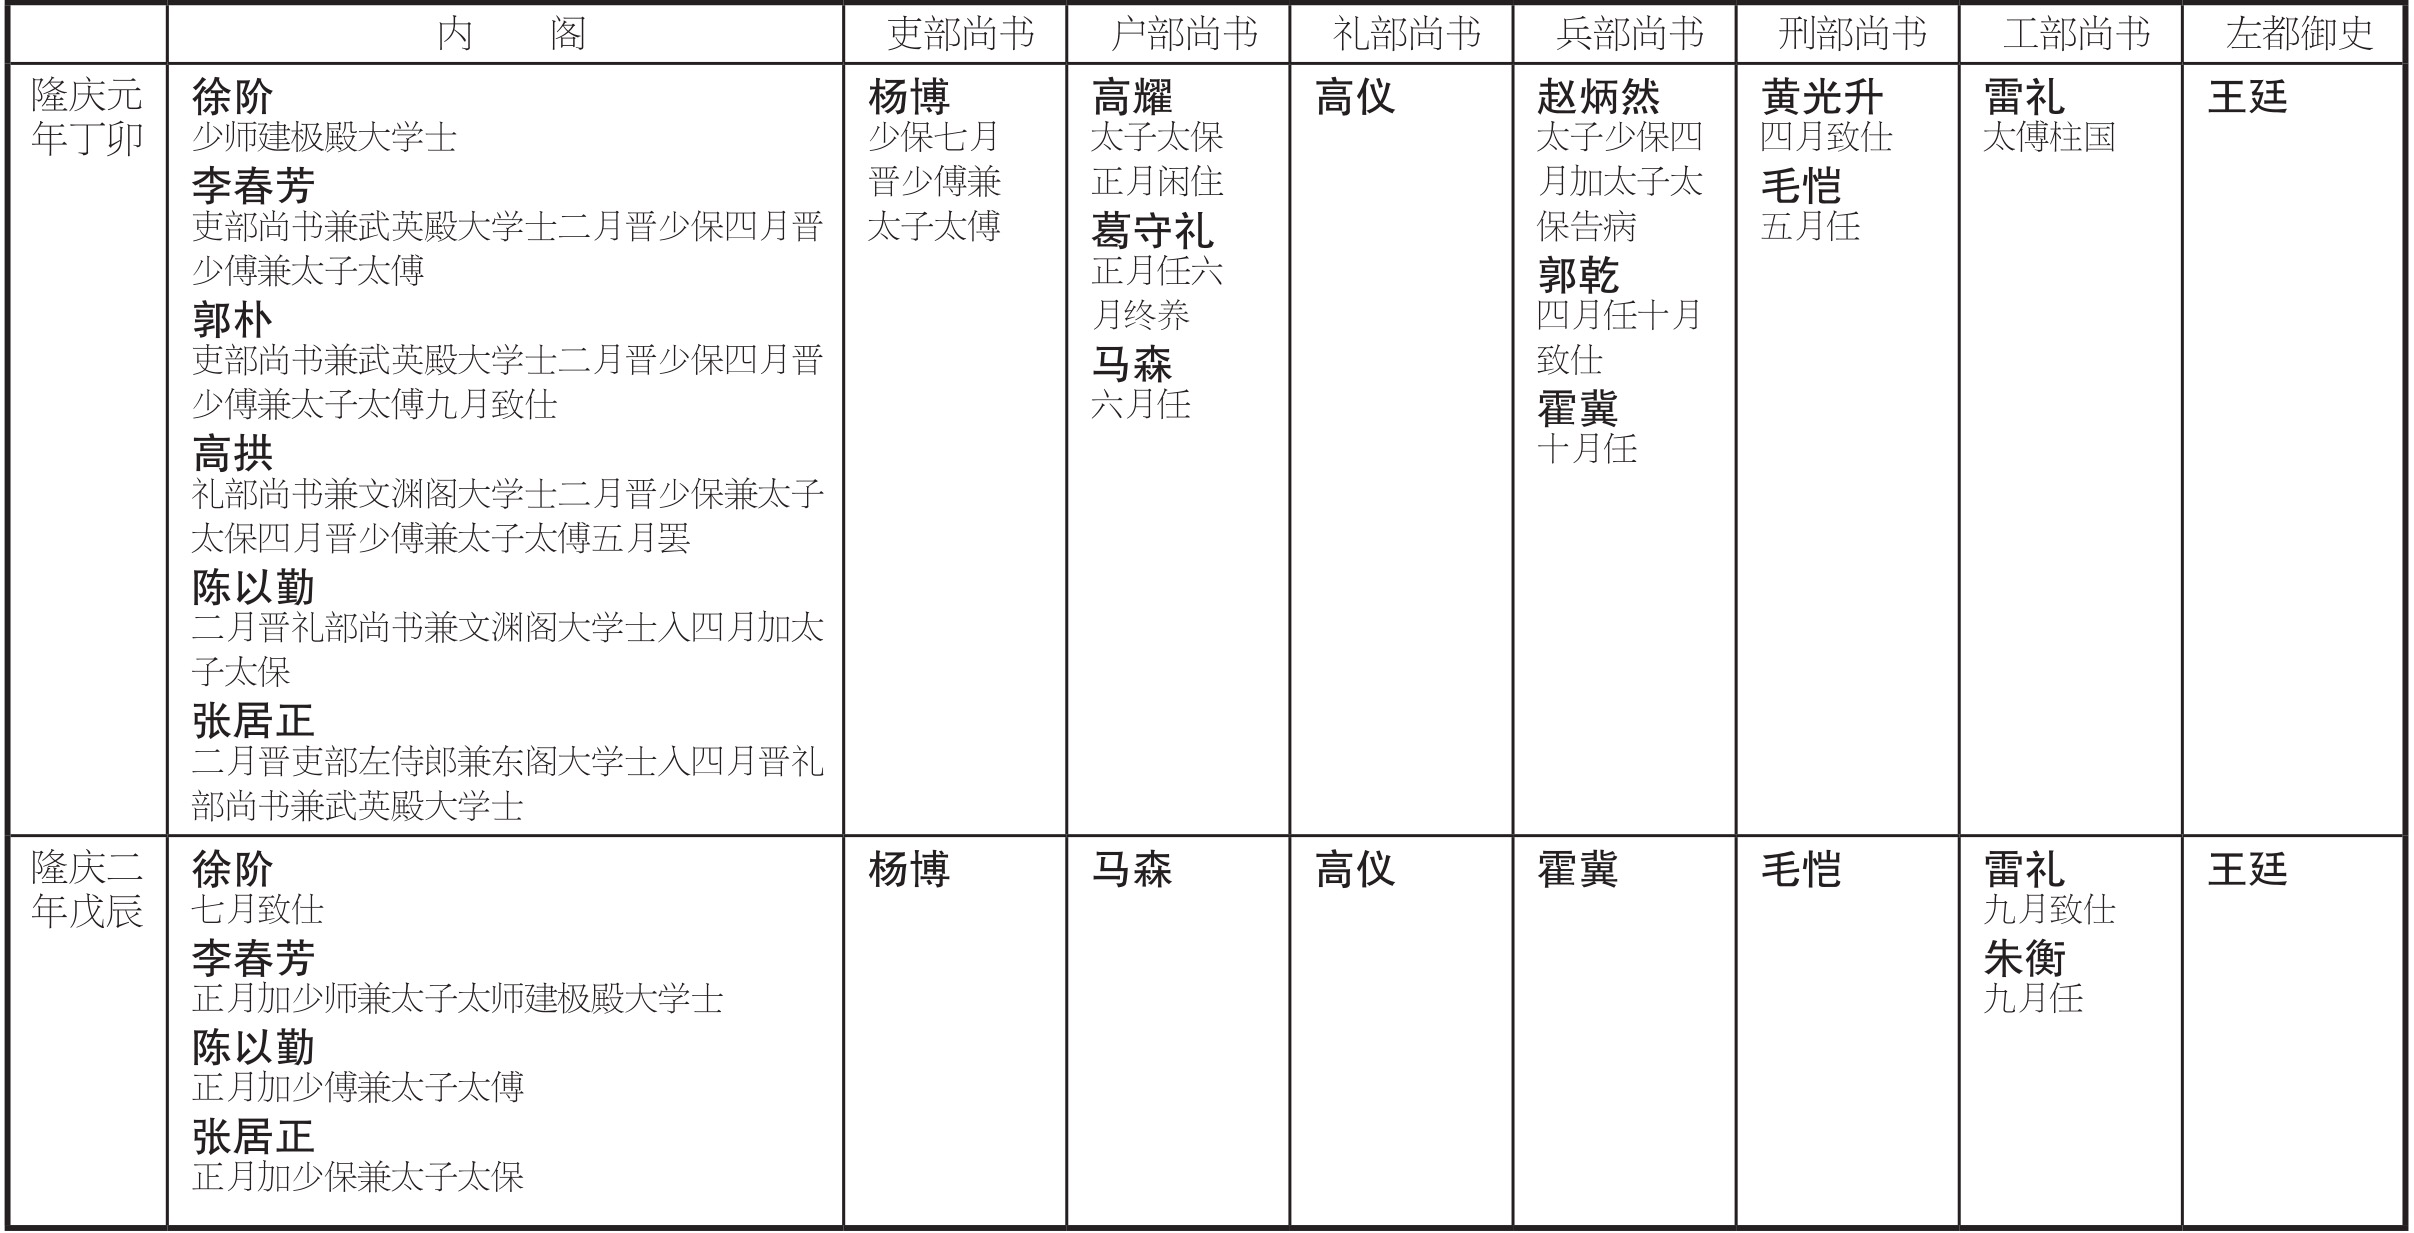 内 阁
吏部尚书
户部尚书
礼部尚书
兵部尚书
刑部尚书
工部尚书
左都御史
隆庆元
年丁卯
徐阶
少师建极殿大学士
李春芳
吏部尚书兼武英殿大学士二月晋少保四月晋
少傅兼太子太傅
郭朴
吏部尚书兼武英殿大学士二月晋少保四月晋
少傅兼太子太傅九月致仕
高拱
礼部尚书兼文渊阁大学士二月晋少保兼太子
太保四月晋少傅兼太子太傅五月罢
陈以勤
二月晋礼部尚书兼文渊阁大学士入四月加太
子太保
张居正
二月晋吏部左侍郎兼东阁大学士入四月晋礼
部尚书兼武英殿大学士
杨博
少保七月
晋少傅兼
太子太傅
高耀
太子太保
正月闲住
葛守礼
正月任六
月终养
马森
六月任
高仪
赵炳然
太子少保四
月加太子太
保告病
郭乾
四月任十月
致仕
霍冀
十月任
黄光升
四月致仕
毛恺
五月任
雷礼
太傅柱国
王廷
隆庆二
年戊辰
徐阶
七月致仕
李春芳
正月加少师兼太子太师建极殿大学士
陈以勤
正月加少傅兼太子太傅
张居正
正月加少保兼太子太保
杨博
马森
高仪
霍冀
毛恺
雷礼
九月致仕
朱衡
九月任
王廷